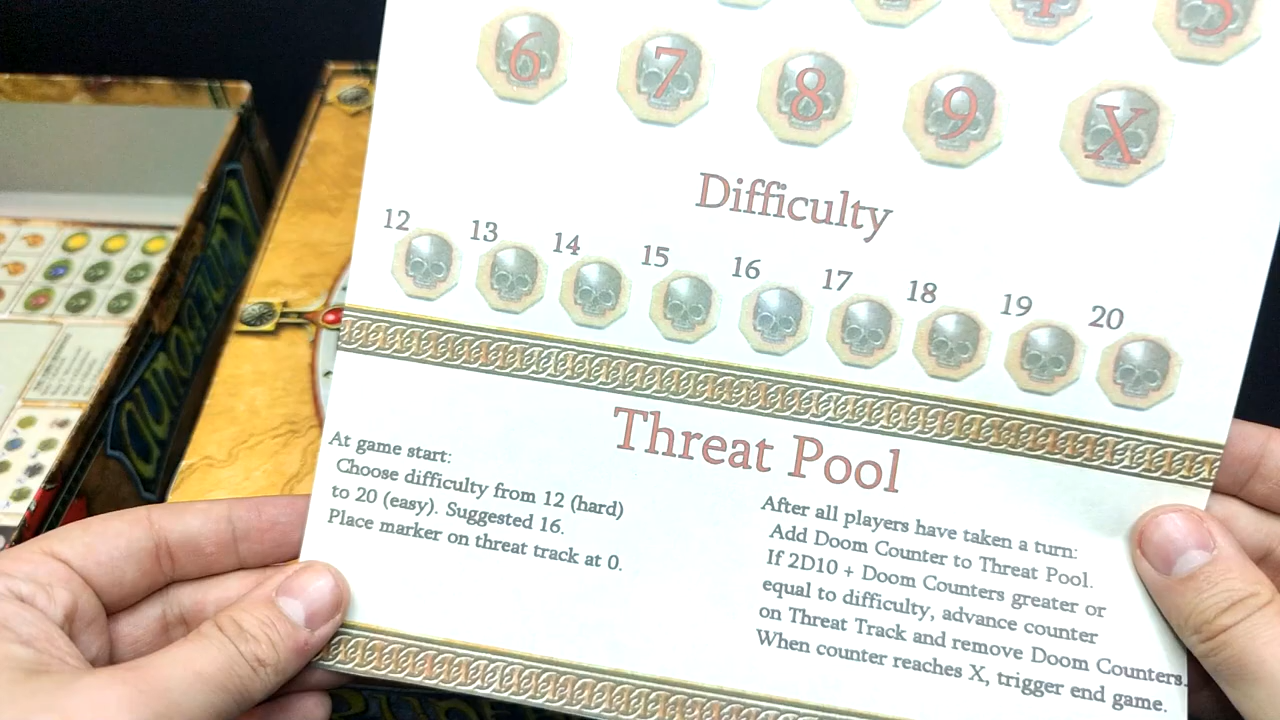 4 5
6 7 8 9 X
Difficulty
12 13 14 15 16 17 18 19 20
Threat Pool
At game start:
Choose difficulty from 12 (hard)
to 20 (easy). Suggested 16.
Place marker on threat track at 0.
After all players have taken a turn:
Add Doom Counter to Threat Pool.
If 2D10 + Doom Counters greater or
equal to difficulty, advance counter
on Threat Track and remove Doom Counters.
When counter reaches X, trigger end game.